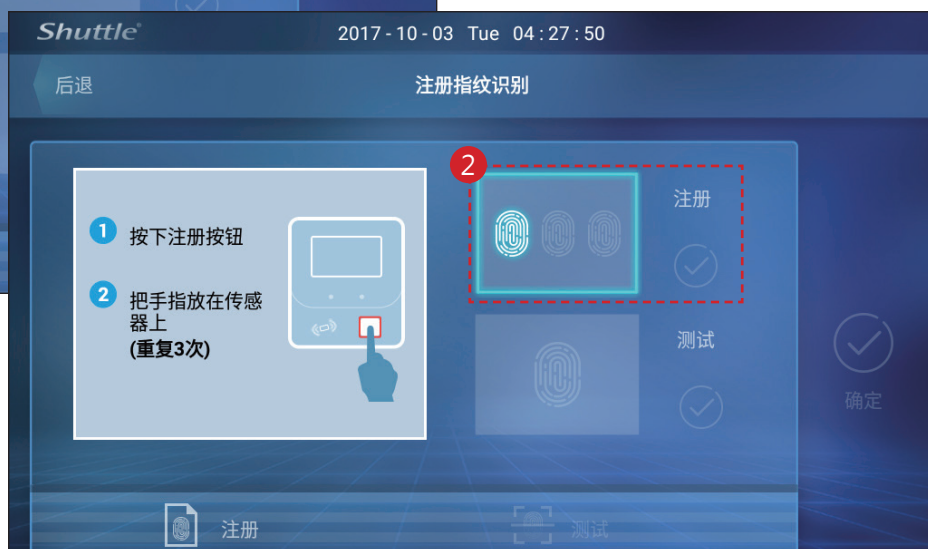 Shuttle
2017 - 10 - 03 Tue 04 : 27 : 50
后退
注册指纹识别
1 按下注册按钮
2 把手指放在传感
器上
(重复3次)
2
注册
测试
确定
注册
测试